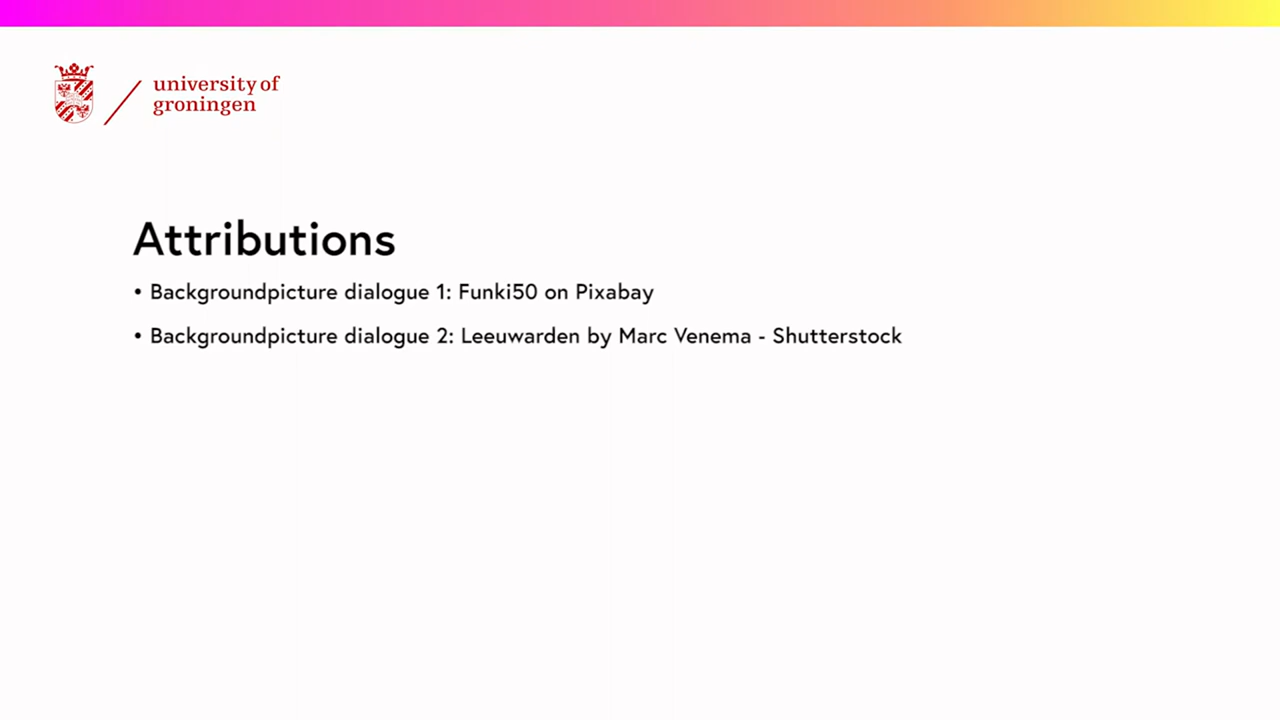 university of
groningen
Attributions
• Backgroundpicture dialogue 1: Funki50 on Pixabay
• Backgroundpicture dialogue 2: Leeuwarden by Marc Venema - Shutterstock